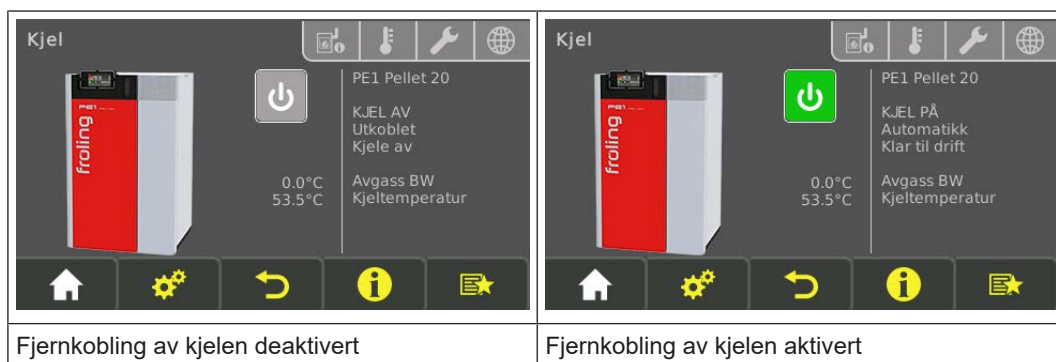 Kjel
PE1 Pellet 20
KJEL AV
Utkoblet
Kjele av
0.0°C Avgass BW
53.5°C Kjeltemperatur
froling
Fjernkobling av kjelen deaktivert
Kjel
PE1 Pellet 20
KJEL PÅ
Automatikk
Klar til drift
0.0°C Avgass BW
53.5°C Kjeltemperatur
froling
Fjernkobling av kjelen aktivert